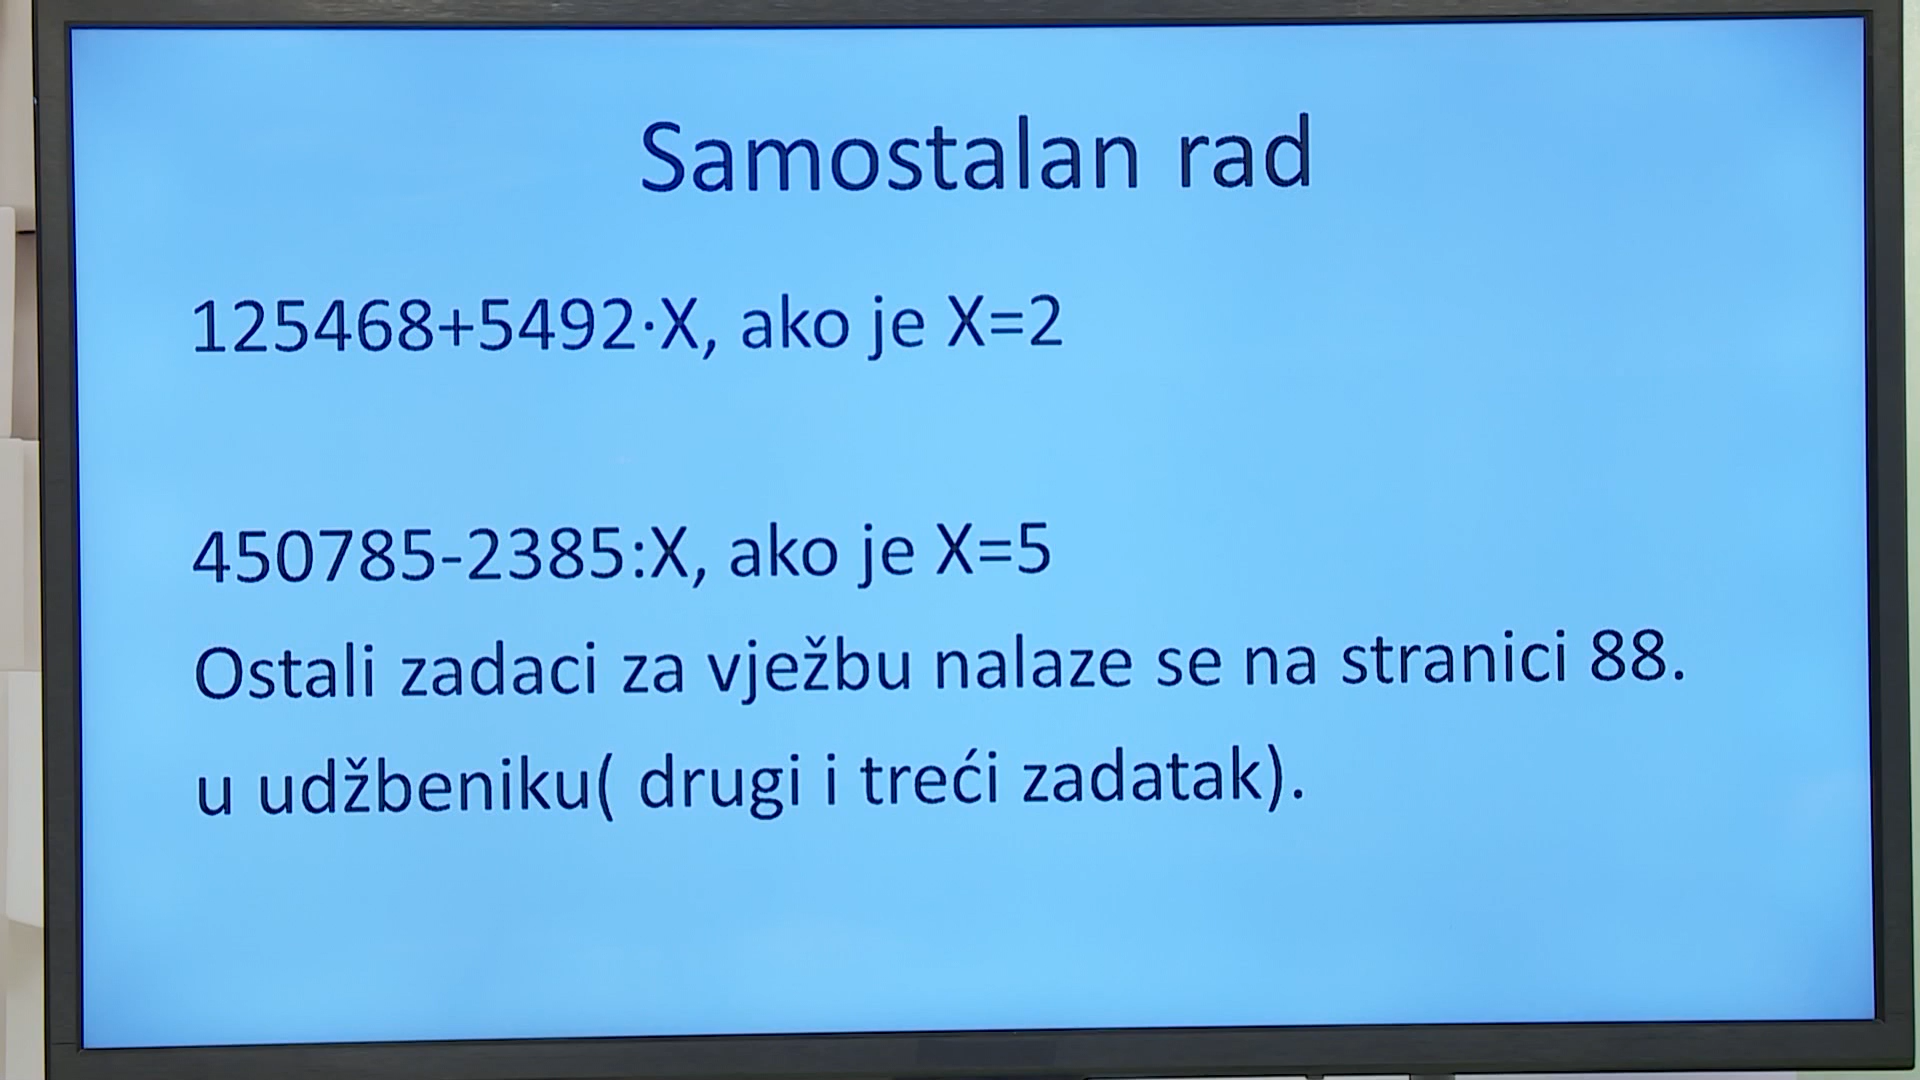 Samostalan rad
125468+5492·X, ako je X=2
450785-2385:X, ako je X=5
Ostali zadaci za vježbu nalaze se na stranici 88.
u udžbeniku( drugi i treći zadatak).